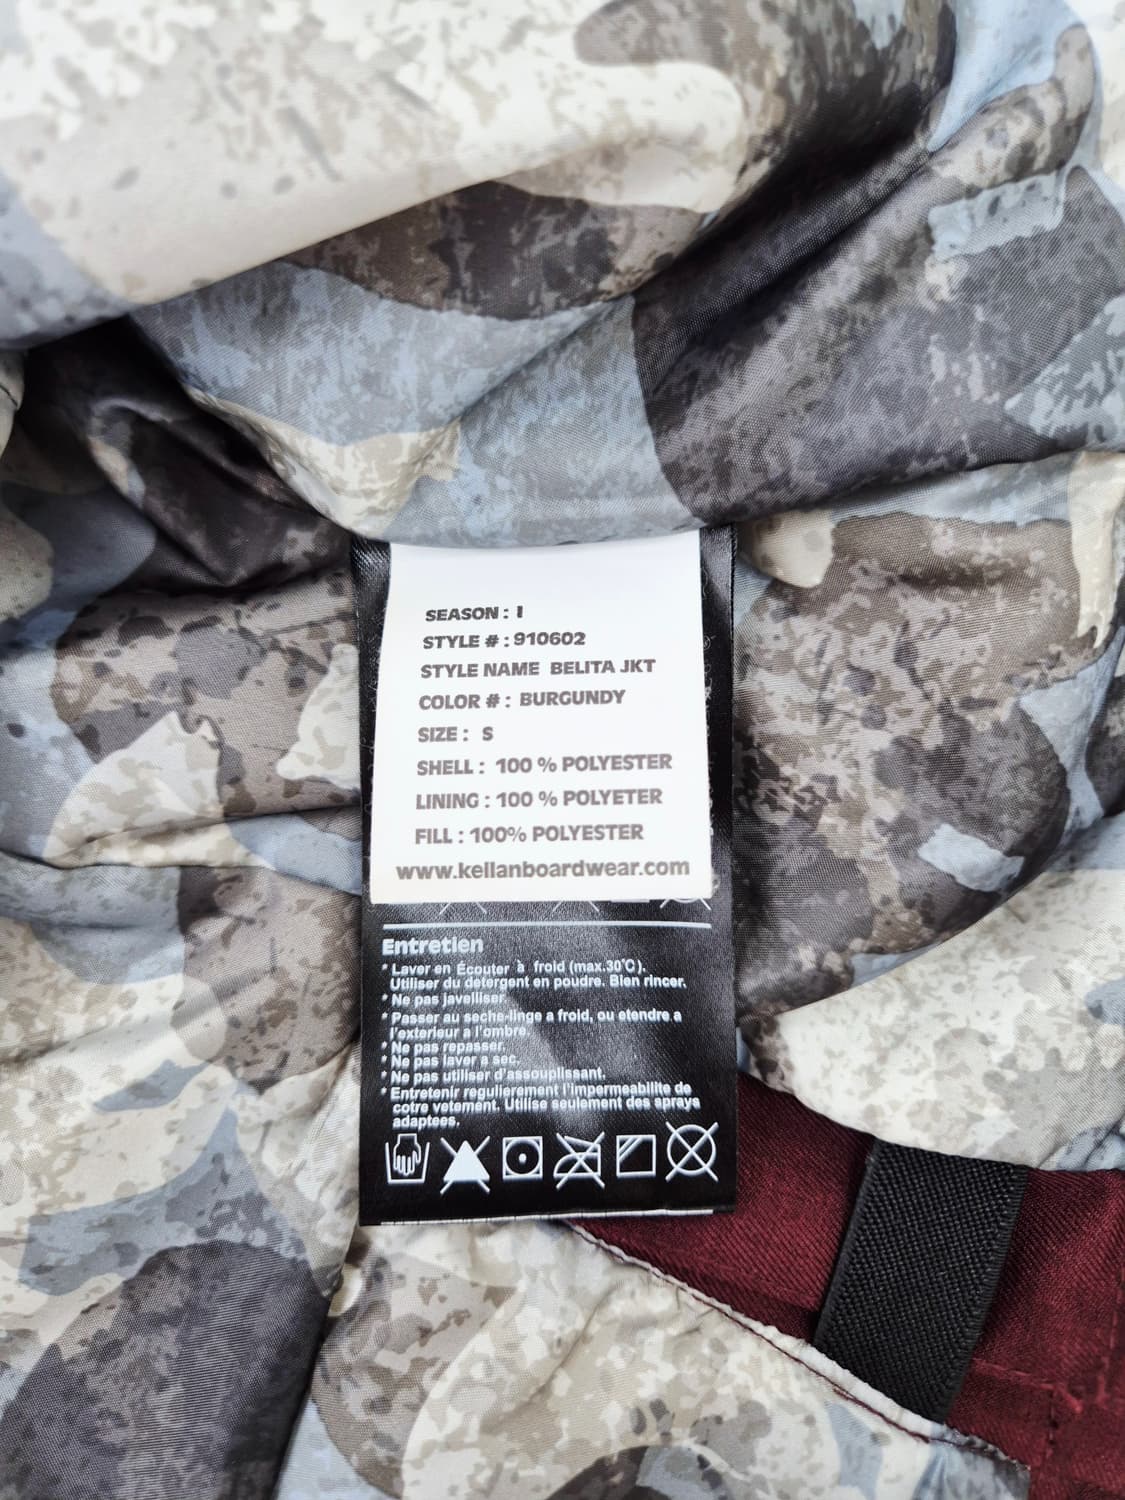 SEASON : I
STYLE # : 910602
STYLE NAME BELITA JKT
COLOR # : BURGUNDY
SIZE : S
SHELL : 100 % POLYESTER
LINING : 100 % POLYETER
FILL : 100% POLYESTER
www.kellanboardwear.com
Entretien
* Laver en Écouter à froid (max.30°C).
Utiliser du detergent en poudre. Bien rincer.
* Ne pas javelliser
* Passer au seche-linge a froid, ou etendre a
l'exterieur a l'ombre.
* Ne pas repasser.
* Ne pas laver a sec.
* Ne pas utiliser d'assouplissant.
* Entretenir regulierement l'impermeabilite de
cotre vetement. Utilise seulement des sprays
adaptees.